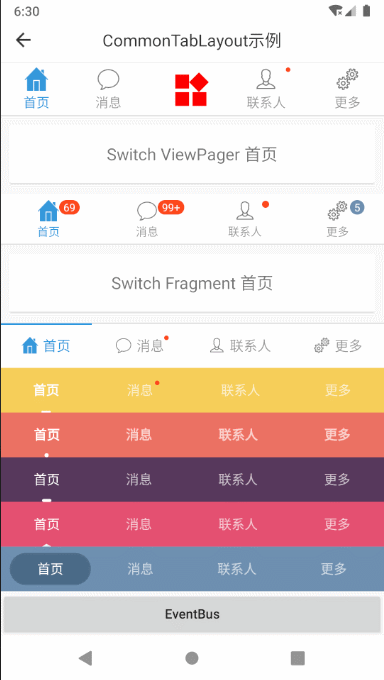 6:30
CommonTabLayout示例
首页 消息 联系人 更多
Switch ViewPager 首页
69 99+ 5
首页 消息 联系人 更多
Switch Fragment 首页
首页 消息 联系人 更多
首页 消息 联系人 更多
首页 消息 联系人 更多
首页 消息 联系人 更多
首页 消息 联系人 更多
首页 消息 联系人 更多
EventBus